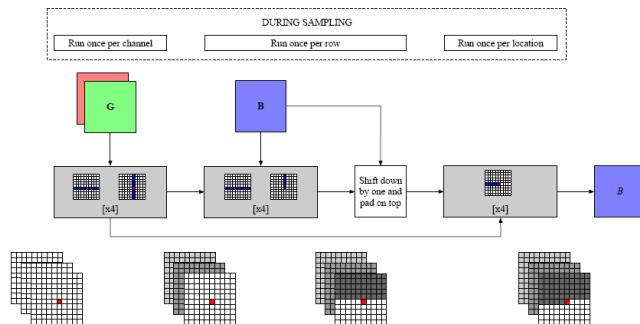 DURING SAMPLING
Run once per channel
Run once per row
Run once per location
G
B
[x4]
[x4]
Shift down
by one and
pad on top
[x4]
B